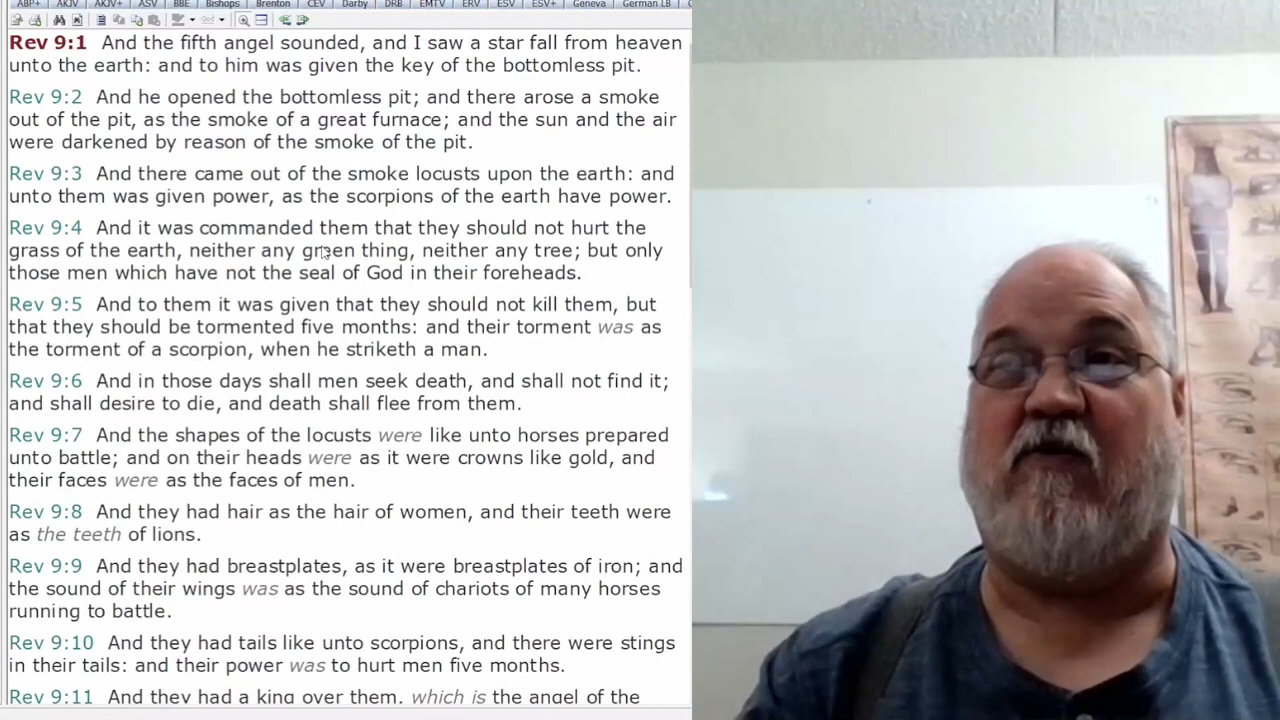 ABP+ AKJV AKJV+ ASV BBE Bishops Brenton CEV Darby DRB EMTV ERV ESV ESV+ Geneva German LB
Rev 9:1 And the fifth angel sounded, and I saw a star fall from heaven
unto the earth: and to him was given the key of the bottomless pit.
Rev 9:2 And he opened the bottomless pit; and there arose a smoke
out of the pit, as the smoke of a great furnace; and the sun and the air
were darkened by reason of the smoke of the pit.
Rev 9:3 And there came out of the smoke locusts upon the earth: and
unto them was given power, as the scorpions of the earth have power.
Rev 9:4 And it was commanded them that they should not hurt the
grass of the earth, neither any green thing, neither any tree; but only
those men which have not the seal of God in their foreheads.
Rev 9:5 And to them it was given that they should not kill them, but
that they should be tormented five months: and their torment was as
the torment of a scorpion, when he striketh a man.
Rev 9:6 And in those days shall men seek death, and shall not find it;
and shall desire to die, and death shall flee from them.
Rev 9:7 And the shapes of the locusts were like unto horses prepared
unto battle; and on their heads were as it were crowns like gold, and
their faces were as the faces of men.
Rev 9:8 And they had hair as the hair of women, and their teeth were
as the teeth of lions.
Rev 9:9 And they had breastplates, as it were breastplates of iron; and
the sound of their wings was as the sound of chariots of many horses
running to battle.
Rev 9:10 And they had tails like unto scorpions, and there were stings
in their tails: and their power was to hurt men five months.
Rev 9:11 And they had a king over them, which is the angel of the